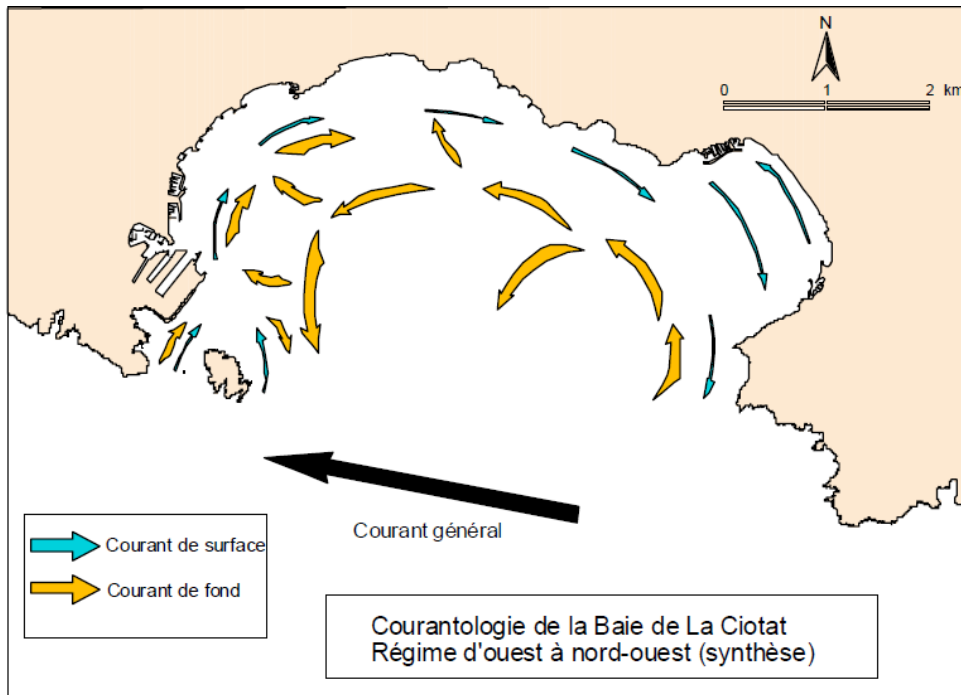 N
0 1 2 km
Courant général
Courant de surface
Courant de fond
Courantologie de la Baie de La Ciotat
Régime d'ouest à nord-ouest (synthèse)